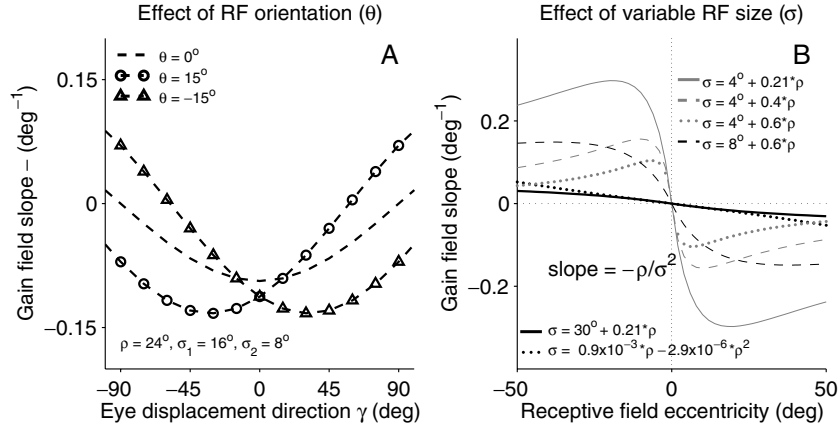 Effect of RF orientation (θ)
A
θ = 0°
θ = 15°
θ = −15°
0.15
0
−0.15
Gain field slope − (deg⁻¹)
ρ = 24°, σ₁ = 16°, σ₂ = 8°
−90 −45 0 45 90
Eye displacement direction γ (deg)
Effect of variable RF size (σ)
B
σ = 4° + 0.21*ρ
σ = 4° + 0.4*ρ
σ = 4° + 0.6*ρ
σ = 8° + 0.6*ρ
0.2
0
−0.2
Gain field slope (deg⁻¹)
slope = −ρ/σ²
σ = 30° + 0.21*ρ
σ = 0.9x10⁻³*ρ − 2.9x10⁻⁶*ρ²
−50 0 50
Receptive field eccentricity (deg)